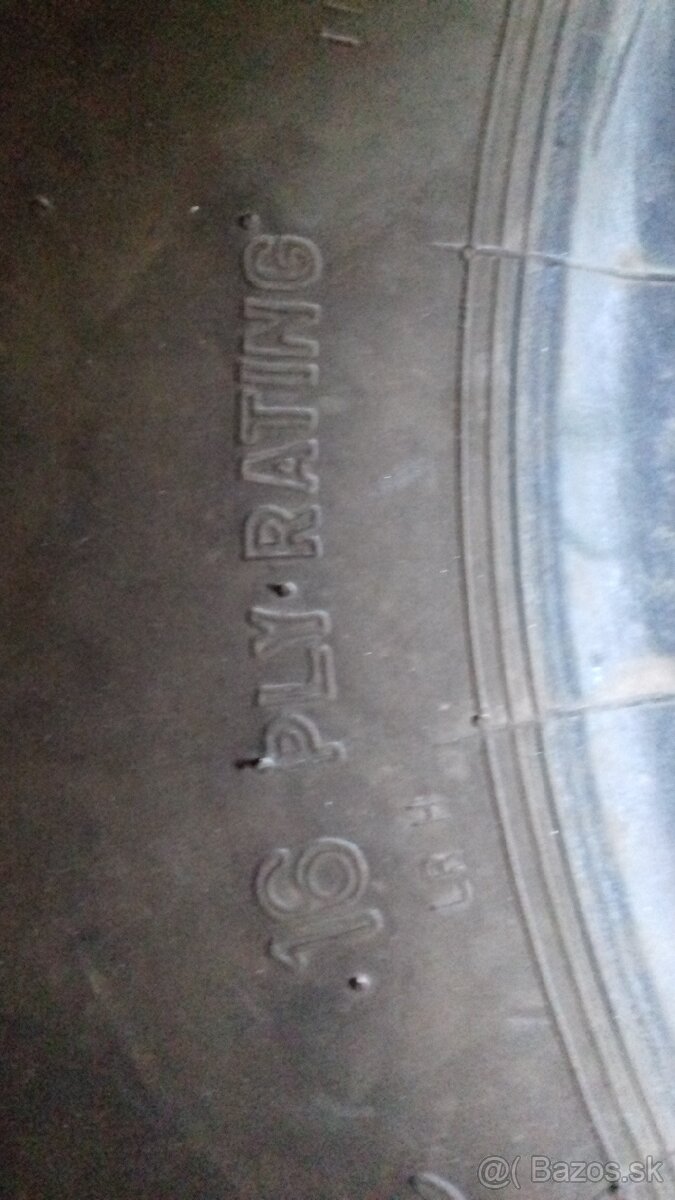 16 PLY·RATING
LR H
@( Bazos.sk